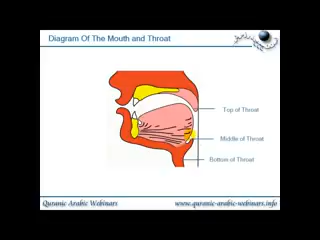 Diagram Of The Mouth and Throat
Top of Throat
Middle of Throat
Bottom of Throat
Quranic Arabic Webinars
www.quranic-arabic-webinars.info